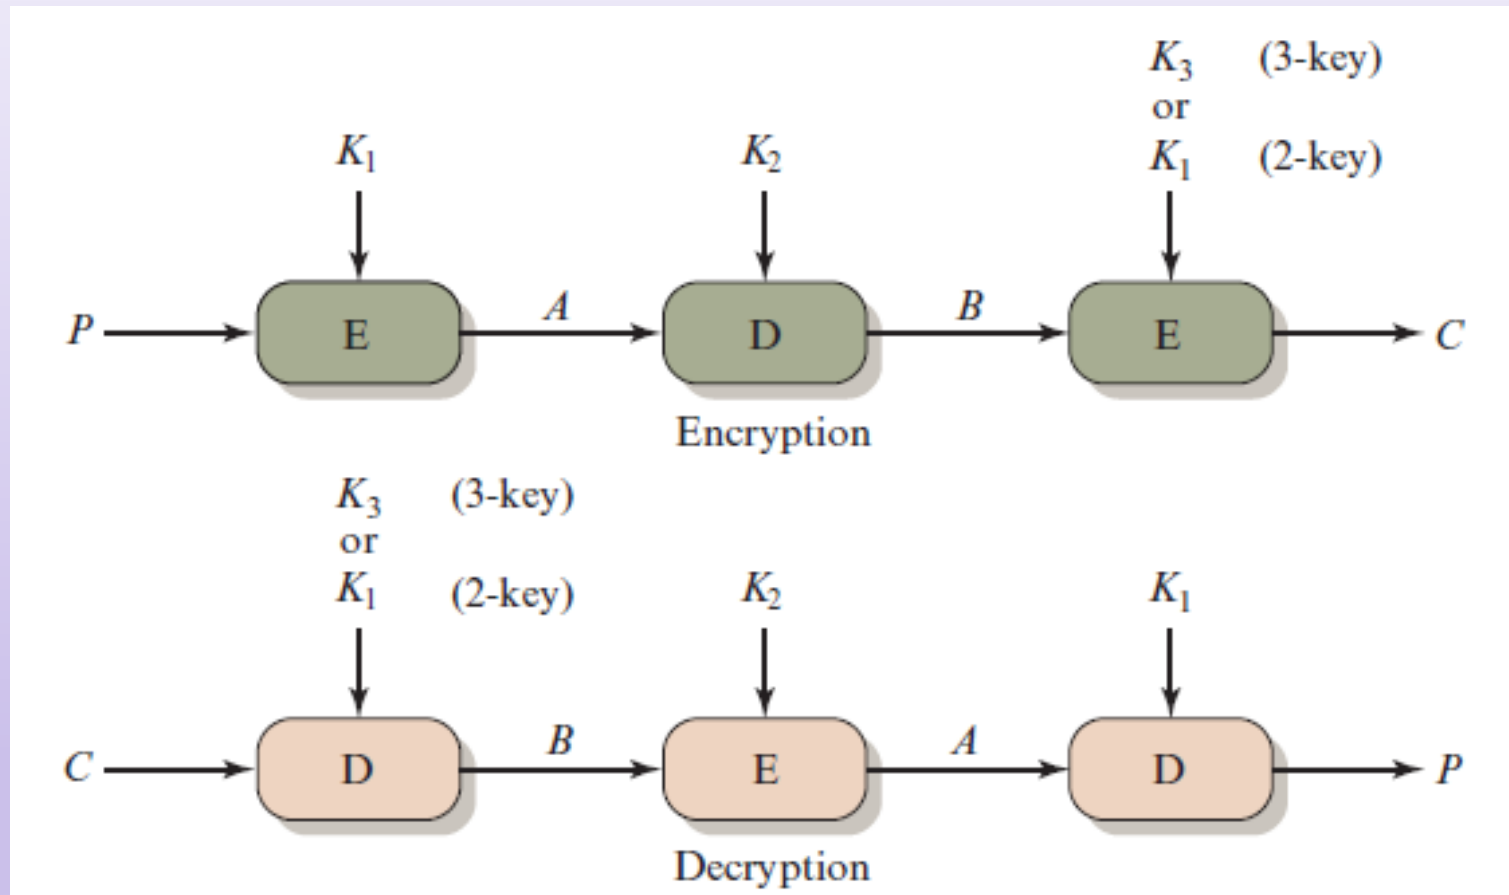 K₃ (3-key)
or
K₁ K₂ K₁ (2-key)
P E A D B E C
Encryption
K₃ (3-key)
or
K₁ (2-key) K₂ K₁
C D B E A D P
Decryption